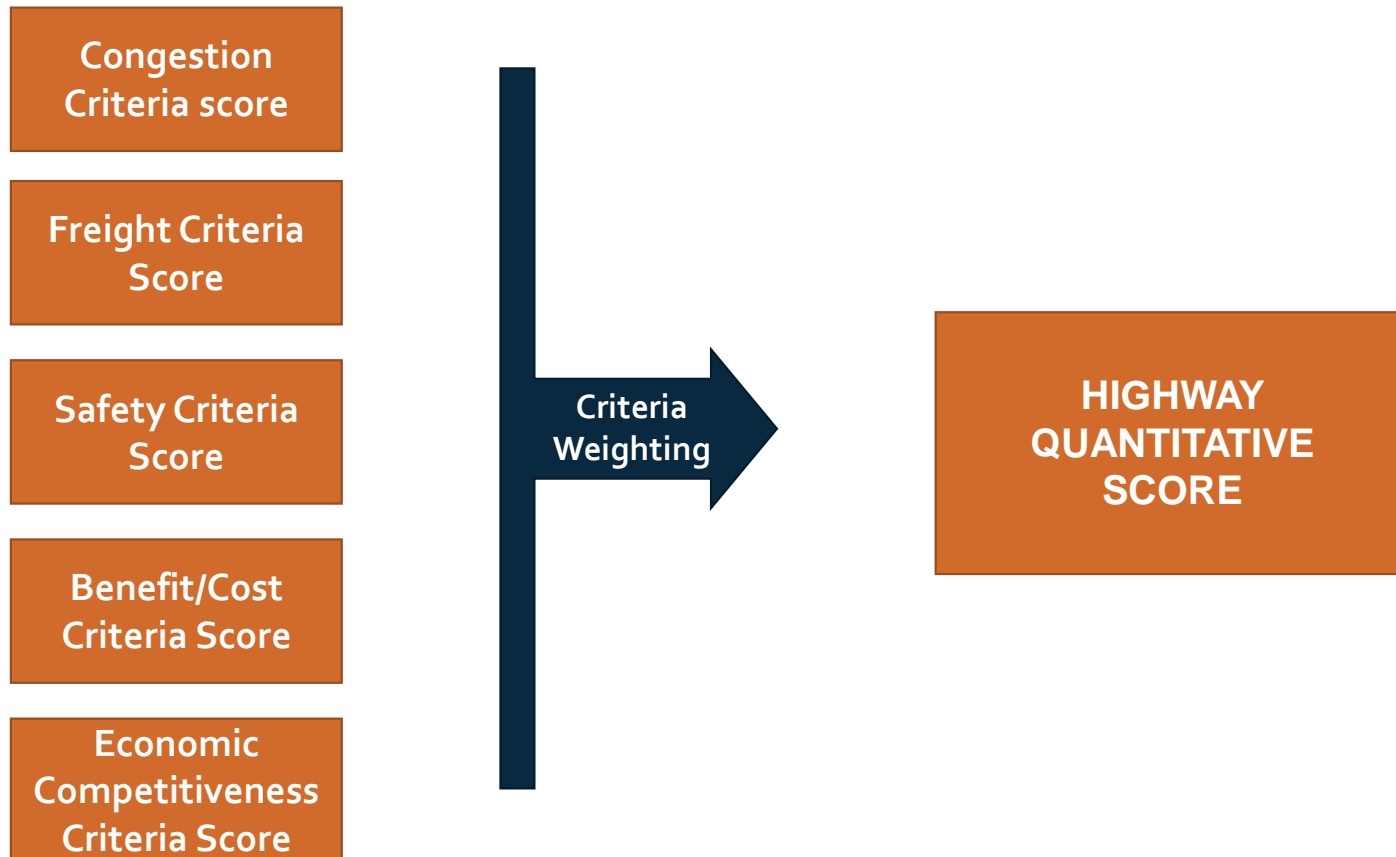 Congestion
Criteria score
Freight Criteria
Score
Safety Criteria
Score
Benefit/Cost
Criteria Score
Economic
Competitiveness
Criteria Score
Criteria
Weighting
HIGHWAY
QUANTITATIVE
SCORE